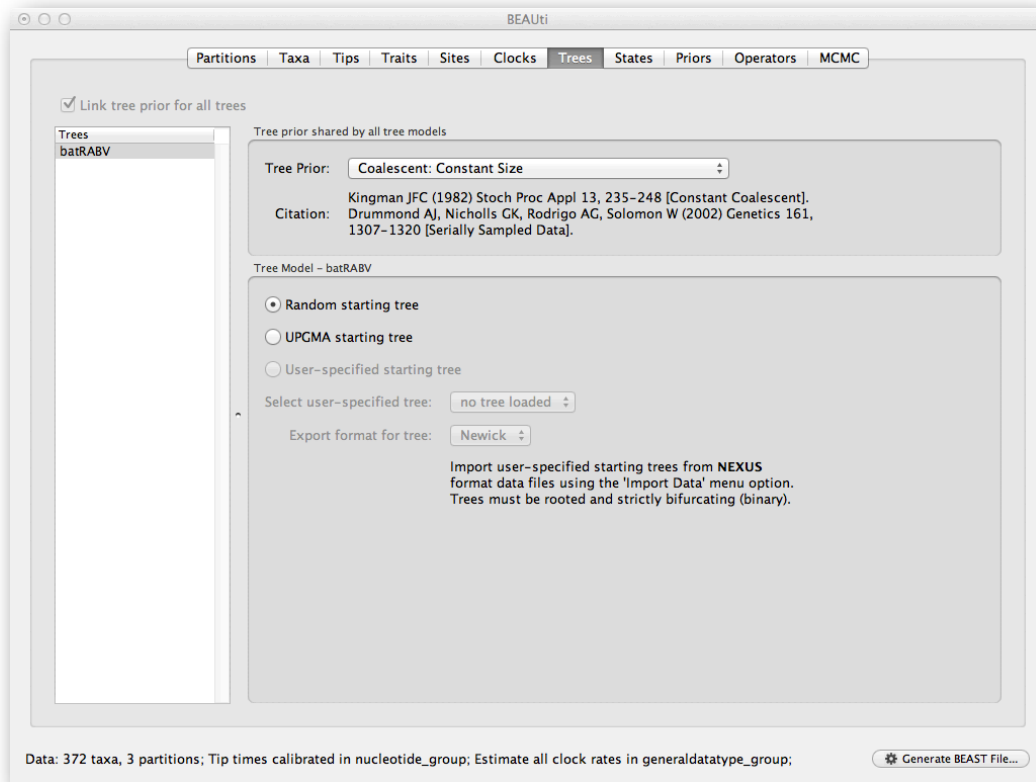 BEAUti
Partitions Taxa Tips Traits Sites Clocks Trees States Priors Operators MCMC
Link tree prior for all trees
Trees
batRABV
Tree prior shared by all tree models
Tree Prior: Coalescent: Constant Size
Kingman JFC (1982) Stoch Proc Appl 13, 235-248 [Constant Coalescent].
Citation: Drummond AJ, Nicholls GK, Rodrigo AG, Solomon W (2002) Genetics 161,
1307-1320 [Serially Sampled Data].
Tree Model - batRABV
Random starting tree
UPGMA starting tree
User-specified starting tree
Select user-specified tree: no tree loaded
Export format for tree: Newick
Import user-specified starting trees from NEXUS
format data files using the 'Import Data' menu option.
Trees must be rooted and strictly bifurcating (binary).
Data: 372 taxa, 3 partitions; Tip times calibrated in nucleotide_group; Estimate all clock rates in generaldatatype_group;
Generate BEAST File...